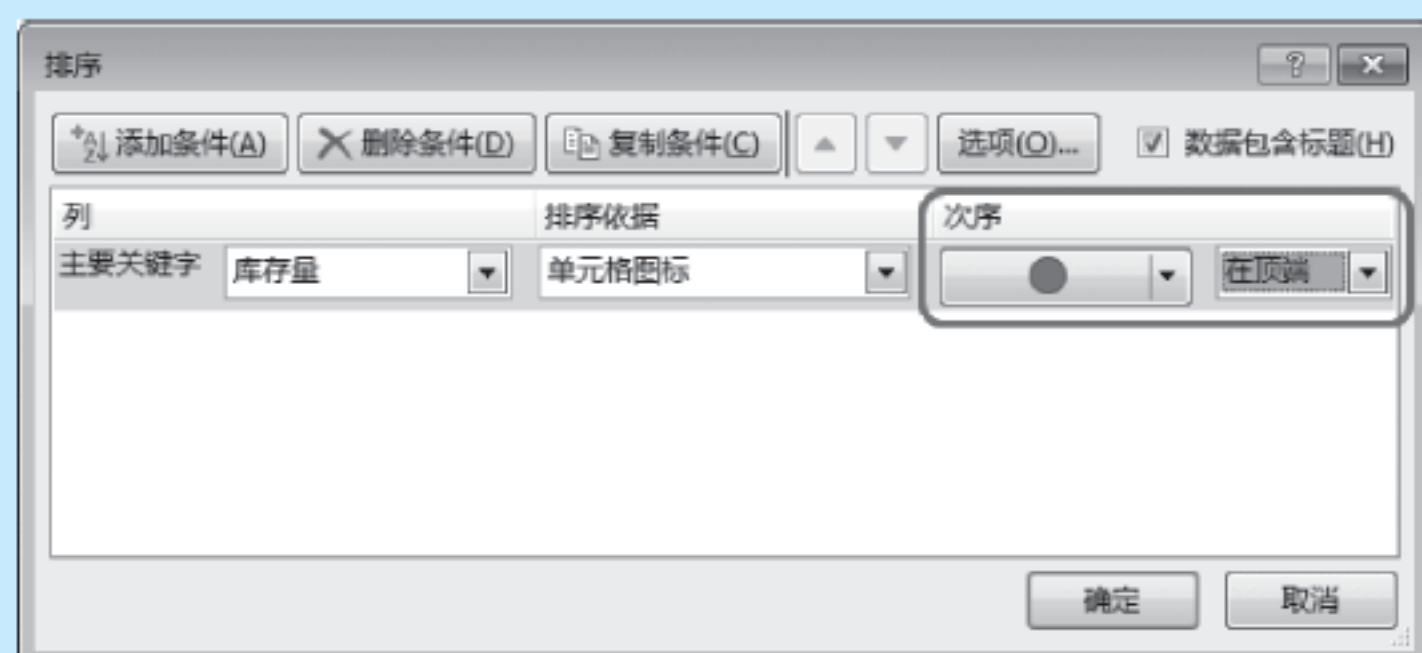 排序
添加条件(A) 删除条件(D) 复制条件(C) 选项(O)... 数据包含标题(H)
列 排序依据 次序
主要关键字 库存量 单元格图标 在顶端
确定 取消